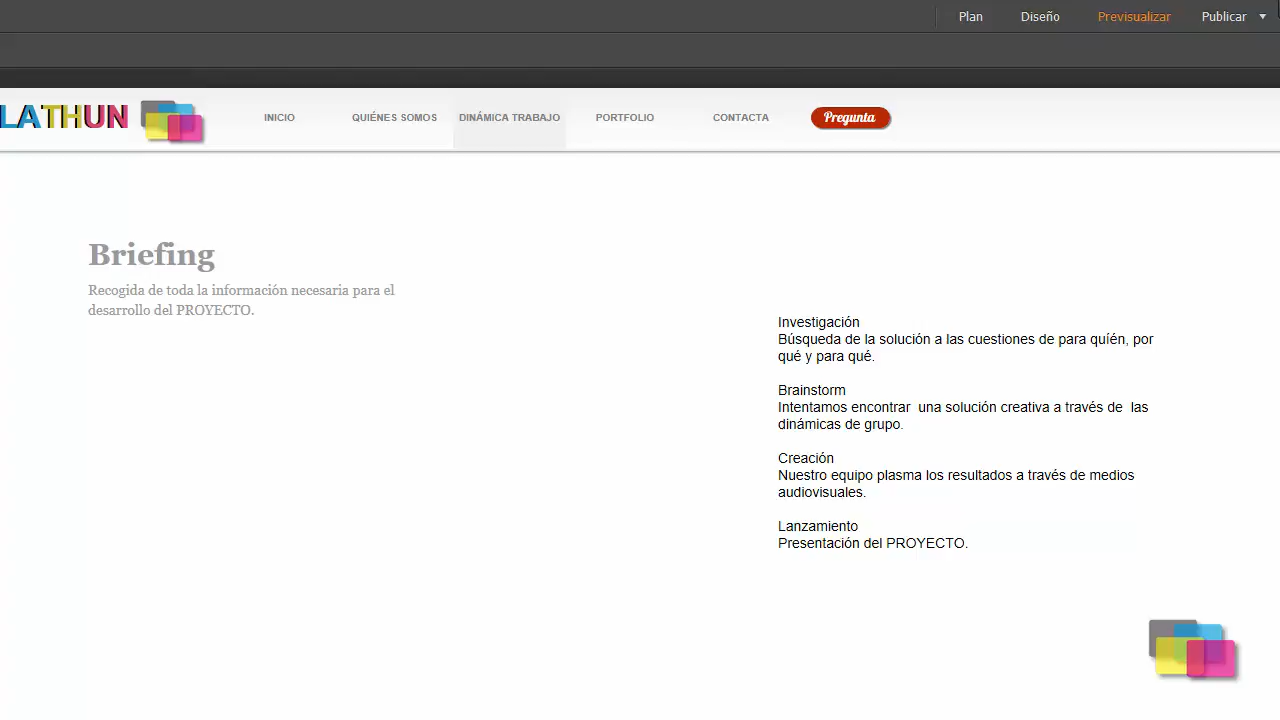 Plan Diseño Previsualizar Publicar
LATHUN INICIO QUIÉNES SOMOS DINÁMICA TRABAJO PORTFOLIO CONTACTA Pregunta
Briefing
Recogida de toda la información necesaria para el
desarrollo del PROYECTO.
Investigación
Búsqueda de la solución a las cuestiones de para quíén, por
qué y para qué.
Brainstorm
Intentamos encontrar una solución creativa a través de las
dinámicas de grupo.
Creación
Nuestro equipo plasma los resultados a través de medios
audiovisuales.
Lanzamiento
Presentación del PROYECTO.